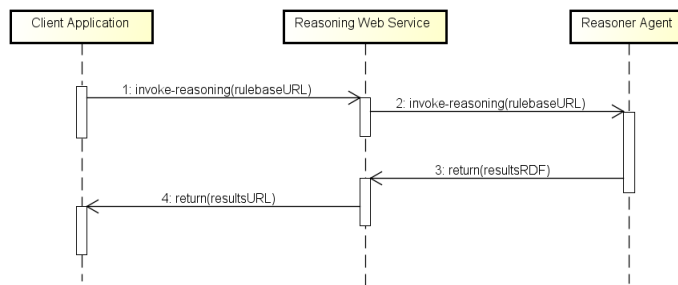 Client Application
Reasoning Web Service
Reasoner Agent
1: invoke-reasoning(rulebaseURL)
2: invoke-reasoning(rulebaseURL)
3: return(resultsRDF)
4: return(resultsURL)